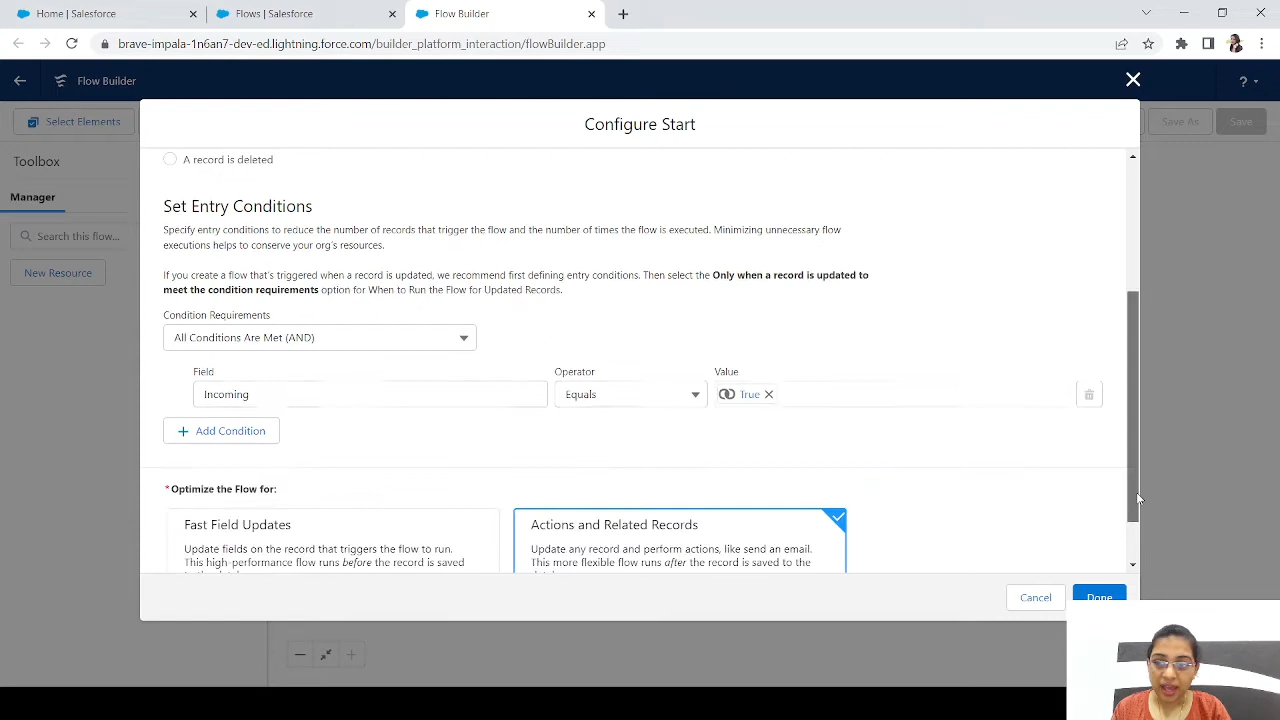 Home | Salesforce
Flows | Salesforce
Flow Builder
brave-impala-1n6an7-dev-ed.lightning.force.com/builder_platform_interaction/flowBuilder.app
Flow Builder
?
Select Elements
Save As
Save
Toolbox
Manager
Search this flow...
New Resource
Configure Start
A record is deleted
Set Entry Conditions
Specify entry conditions to reduce the number of records that trigger the flow and the number of times the flow is executed. Minimizing unnecessary flow
executions helps to conserve your org's resources.
If you create a flow that's triggered when a record is updated, we recommend first defining entry conditions. Then select the Only when a record is updated to
meet the condition requirements option for When to Run the Flow for Updated Records.
Condition Requirements
All Conditions Are Met (AND)
Field
Operator
Value
Incoming
Equals
True
Add Condition
*Optimize the Flow for:
Fast Field Updates
Update fields on the record that triggers the flow to run.
This high-performance flow runs before the record is saved
Actions and Related Records
Update any record and perform actions, like send an email.
This more flexible flow runs after the record is saved to the
Cancel
Done